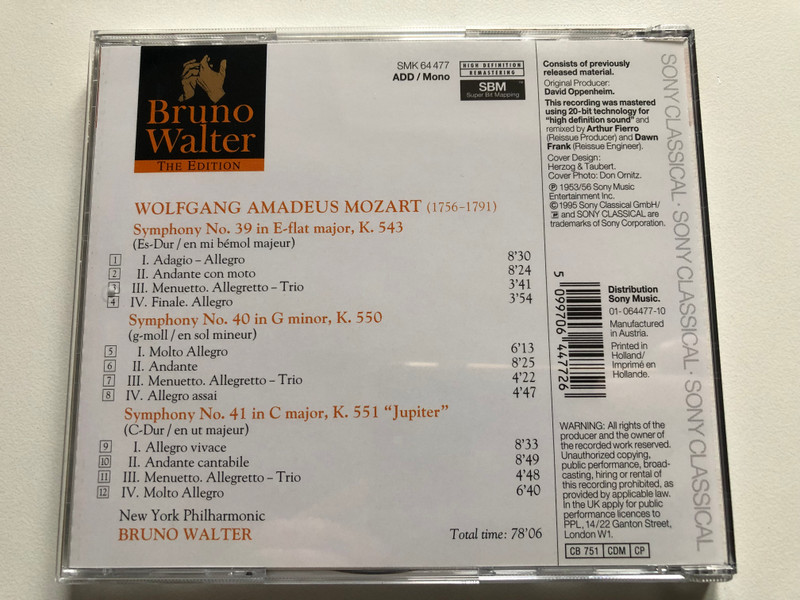 Bruno
Walter
THE EDITION
SMK 64 477
ADD / Mono
HIGH DEFINITION
REMASTERING
SBM
Super Bit Mapping
WOLFGANG AMADEUS MOZART (1756–1791)
Symphony No. 39 in E-flat major, K. 543
(Es-Dur / en mi bémol majeur)
1 I. Adagio – Allegro 8'30
2 II. Andante con moto 8'24
3 III. Menuetto. Allegretto – Trio 3'41
4 IV. Finale. Allegro 3'54
Symphony No. 40 in G minor, K. 550
(g-moll / en sol mineur)
5 I. Molto Allegro 6'13
6 II. Andante 8'25
7 III. Menuetto. Allegretto – Trio 4'22
8 IV. Allegro assai 4'47
Symphony No. 41 in C major, K. 551 “Jupiter”
(C-Dur / en ut majeur)
9 I. Allegro vivace 8'33
10 II. Andante cantabile 8'49
11 III. Menuetto. Allegretto – Trio 4'48
12 IV. Molto Allegro 6'40
New York Philharmonic
BRUNO WALTER
Total time: 78'06
Consists of previously
released material.
Original Producer:
David Oppenheim.
This recording was mastered
using 20-bit technology for
“high definition sound” and
remixed by Arthur Fierro
(Reissue Producer) and Dawn
Frank (Reissue Engineer).
Cover Design:
Herzog & Taubert.
Cover Photo: Don Ornitz.
℗ 1953/56 Sony Music
Entertainment Inc.
© 1995 Sony Classical GmbH/
and SONY CLASSICAL are
trademarks of Sony Corporation.
5 099706 447726
Distribution
Sony Music.
01-064477-10
Manufactured
in Austria.
Printed in
Holland/
Imprimé en
Hollande.
WARNING: All rights of the
producer and the owner of
the recorded work reserved.
Unauthorized copying,
public performance, broad-
casting, hiring or rental of
this recording prohibited, as
provided by applicable law.
In the UK apply for public
performance licences to
PPL, 14/22 Ganton Street,
London W1.
CB 751 CDM CP
SONY CLASSICAL · SONY CLASSICAL · SONY CLASSICAL